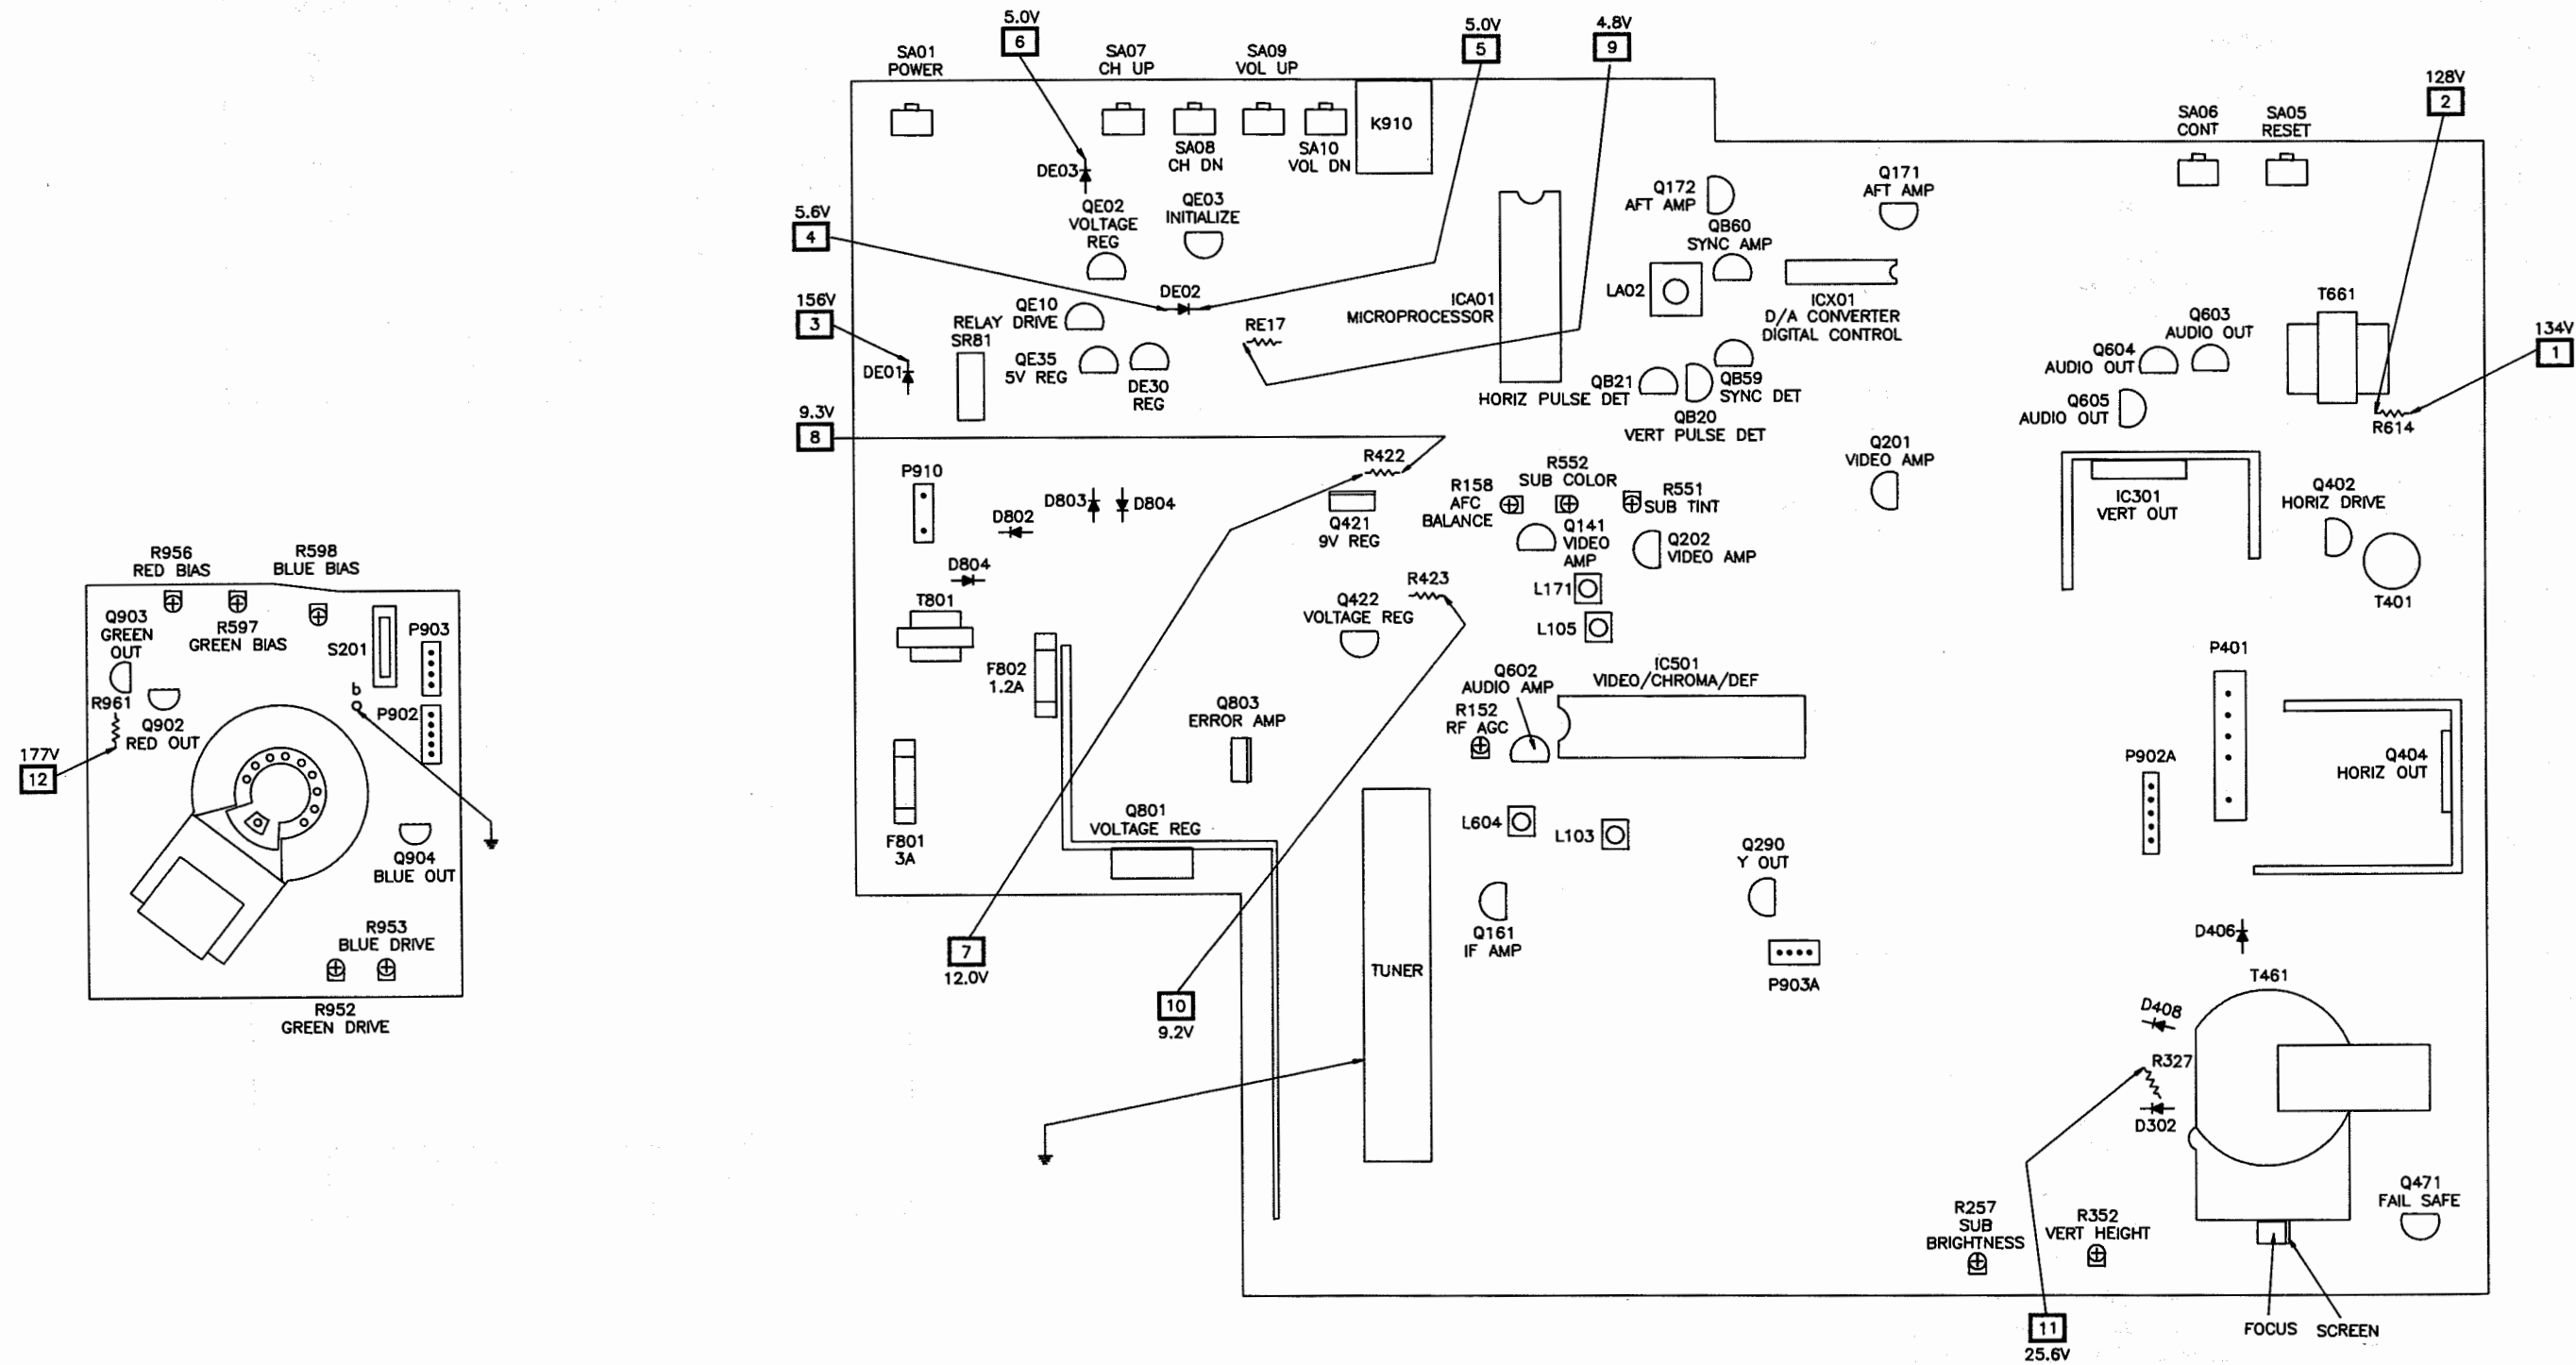 5.0V
6
5.0V
5
4.8V
9
128V
2
SA01
POWER
SA07
CH UP
SA09
VOL UP
SA08
CH DN
SA10
VOL DN
K910
SA06
CONT
SA05
RESET
DE03
QE02
VOLTAGE
REG
QE03
INITIALIZE
5.6V
4
156V
3
DE02
QE10
RELAY DRIVE
SR81
DE01
QE35
5V REG
DE30
REG
RE17
ICA01
MICROPROCESSOR
Q172
AFT AMP
Q171
AFT AMP
QB60
SYNC AMP
LA02
ICX01
D/A CONVERTER
DIGITAL CONTROL
QB21
HORIZ PULSE DET
QB59
SYNC DET
QB20
VERT PULSE DET
T661
Q603
AUDIO OUT
Q604
AUDIO OUT
Q605
AUDIO OUT
134V
1
R614
9.3V
8
P910
D803
D804
D802
D804
T801
F802
1.2A
F801
3A
R422
Q421
9V REG
R423
Q422
VOLTAGE REG
R158
AFC
BALANCE
R552
SUB COLOR
R551
SUB TINT
Q141
VIDEO
AMP
Q202
VIDEO AMP
Q201
VIDEO AMP
L171
L105
IC301
VERT OUT
Q402
HORIZ DRIVE
T401
Q602
AUDIO AMP
IC501
VIDEO/CHROMA/DEF
R152
RF AGC
Q803
ERROR AMP
Q801
VOLTAGE REG
L604
L103
Q290
Y OUT
Q161
IF AMP
P903A
TUNER
P401
P902A
Q404
HORIZ OUT
D406
T461
D408
R327
D302
Q471
FAIL SAFE
R257
SUB
BRIGHTNESS
R352
VERT HEIGHT
FOCUS
SCREEN
11
25.6V
7
12.0V
10
9.2V
R956
RED BIAS
R598
BLUE BIAS
Q903
GREEN
OUT
R597
GREEN BIAS
S201
P903
b
P902
R961
Q902
RED OUT
177V
12
Q904
BLUE OUT
R953
BLUE DRIVE
R952
GREEN DRIVE